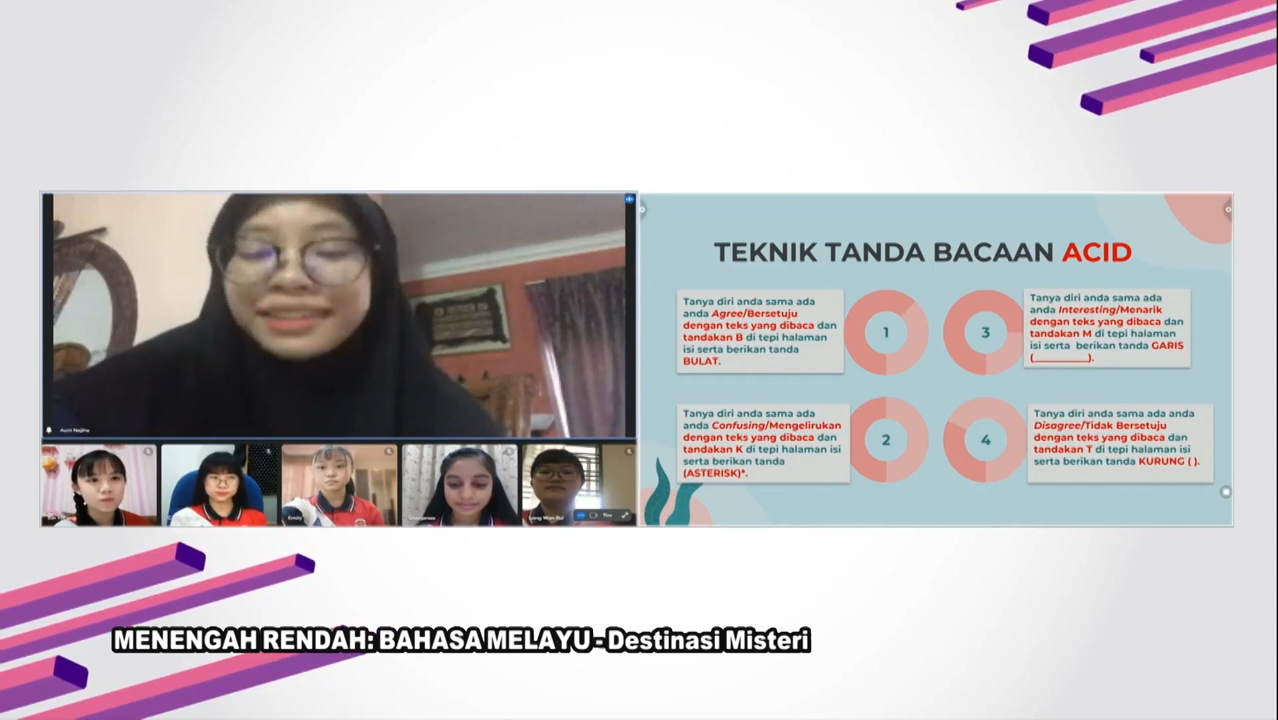 TEKNIK TANDA BACAAN ACID
Tanya diri anda sama ada
anda Agree/Bersetuju
dengan teks yang dibaca dan
tandakan B di tepi halaman
isi serta berikan tanda
BULAT.
1
Tanya diri anda sama ada
anda Confusing/Mengelirukan
dengan teks yang dibaca dan
tandakan K di tepi halaman isi
serta berikan tanda
(ASTERISK)*.
2
3
Tanya diri anda sama ada
anda Interesting/Menarik
dengan teks yang dibaca dan
tandakan M di tepi halaman
isi serta berikan tanda GARIS
(__________).
4
Tanya diri anda sama ada anda
Disagree/Tidak Bersetuju
dengan teks yang dibaca dan
tandakan T di tepi halaman isi
serta berikan tanda KURUNG ( ).
Auni Najiha
Emily
You
MENENGAH RENDAH: BAHASA MELAYU - Destinasi Misteri